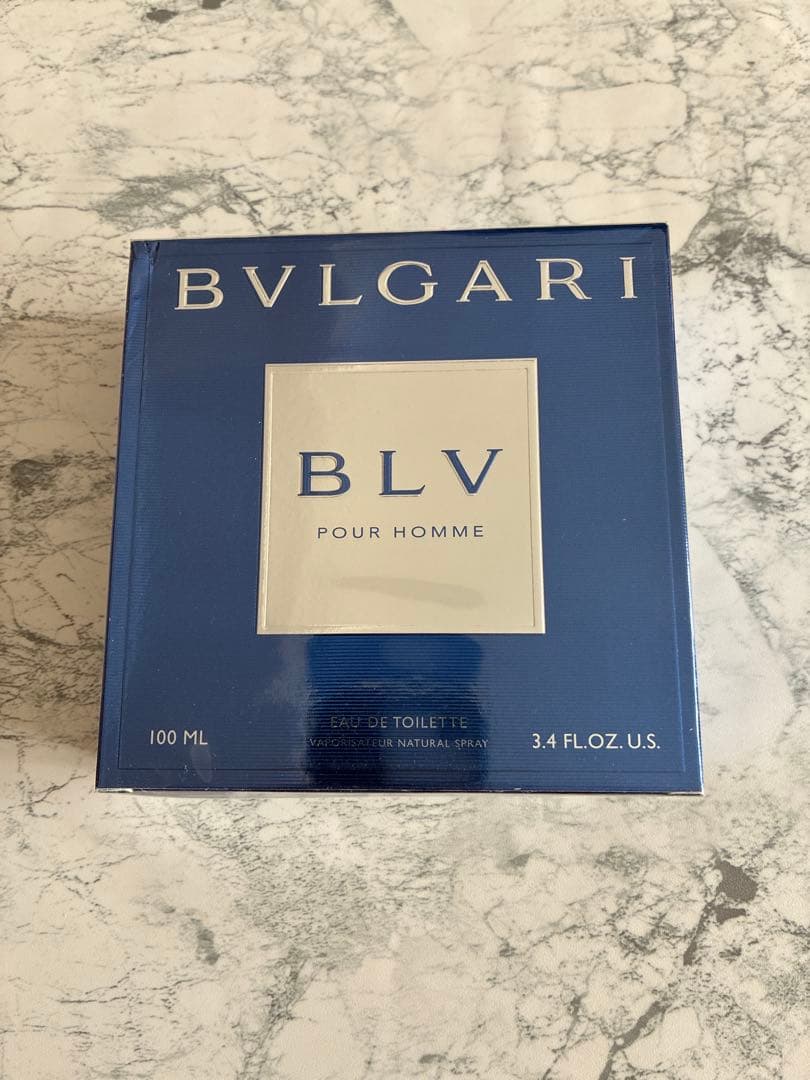 BVLGARI
BLV
POUR HOMME
EAU DE TOILETTE
100 ML
VAPORISATEUR NATURAL SPRAY
3.4 FL.OZ. U.S.